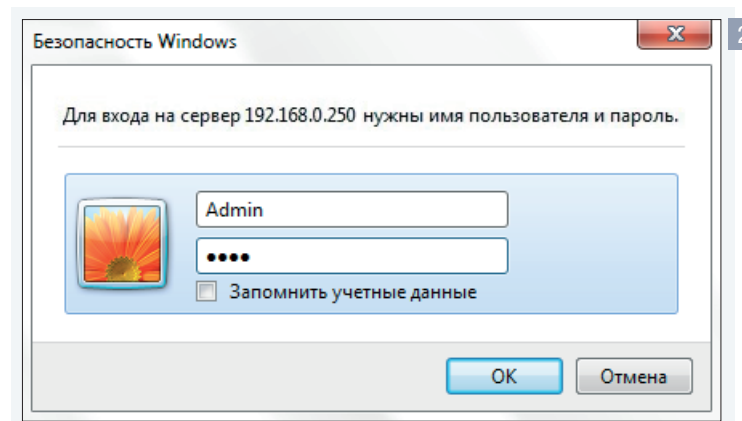 Безопасность Windows
2
Для входа на сервер 192.168.0.250 нужны имя пользователя и пароль.
Admin
••••
Запомнить учетные данные
OK
Отмена